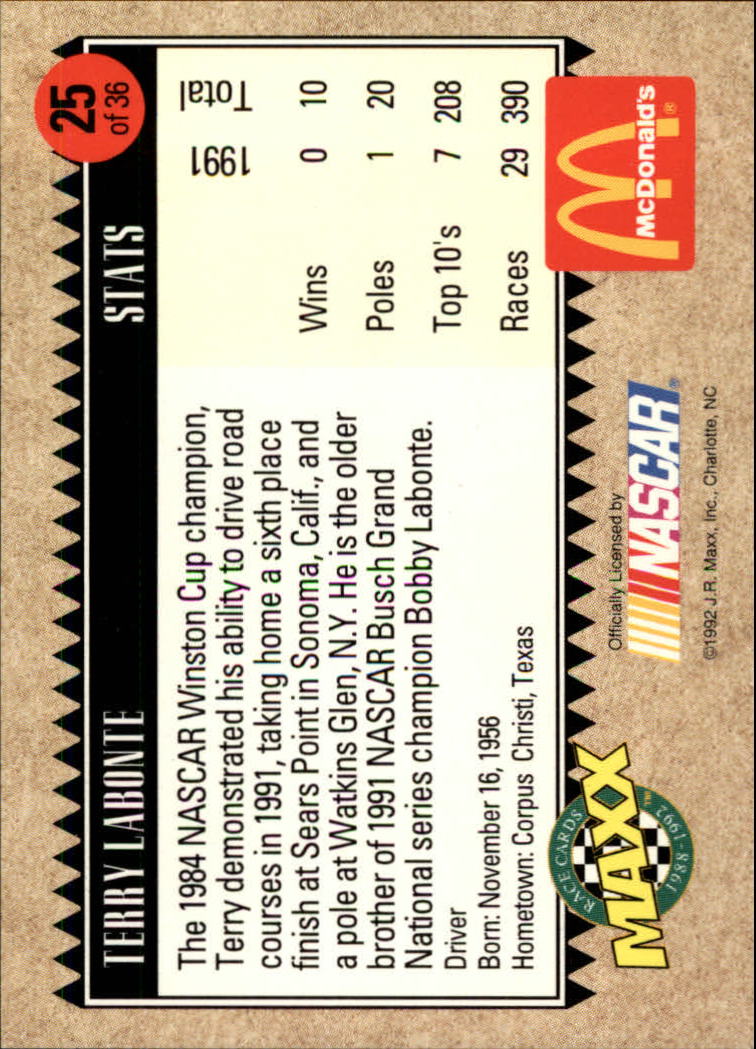 TERRY LABONTE STATS
25
of 36
The 1984 NASCAR Winston Cup champion,
Terry demonstrated his ability to drive road
courses in 1991, taking home a sixth place
finish at Sears Point in Sonoma, Calif., and
a pole at Watkins Glen, N.Y. He is the older
brother of 1991 NASCAR Busch Grand
National series champion Bobby Labonte.
Driver
Born: November 16, 1956
Hometown: Corpus Christi, Texas
1991 Total
Wins 0 10
Poles 1 20
Top 10's 7 208
Races 29 390
RACE CARDS
MAXX
TM
1988-1992
Officially Licensed by
NASCAR®
©1992 J.R. Maxx, Inc., Charlotte, NC
McDonald's®